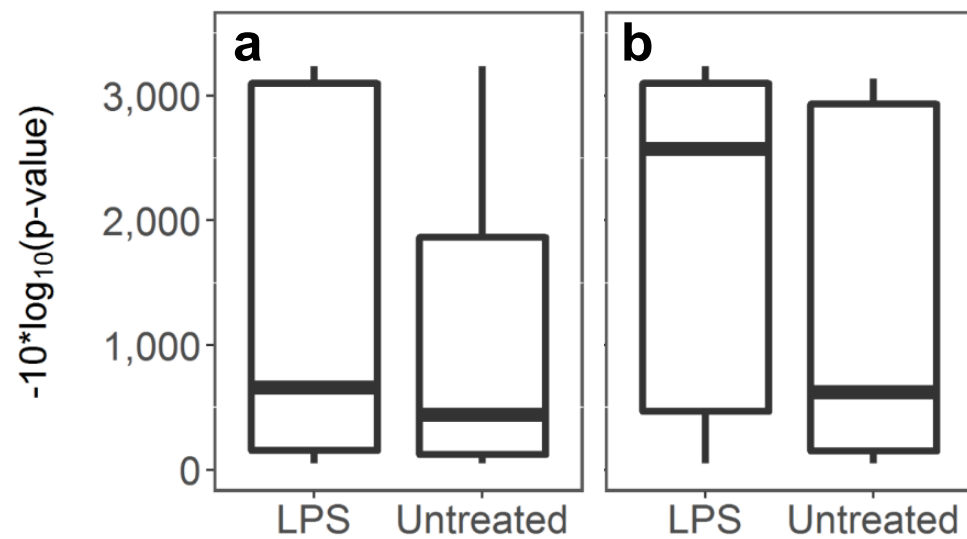 a
b
3,000
2,000
1,000
0
-10*log10(p-value)
LPS Untreated LPS Untreated